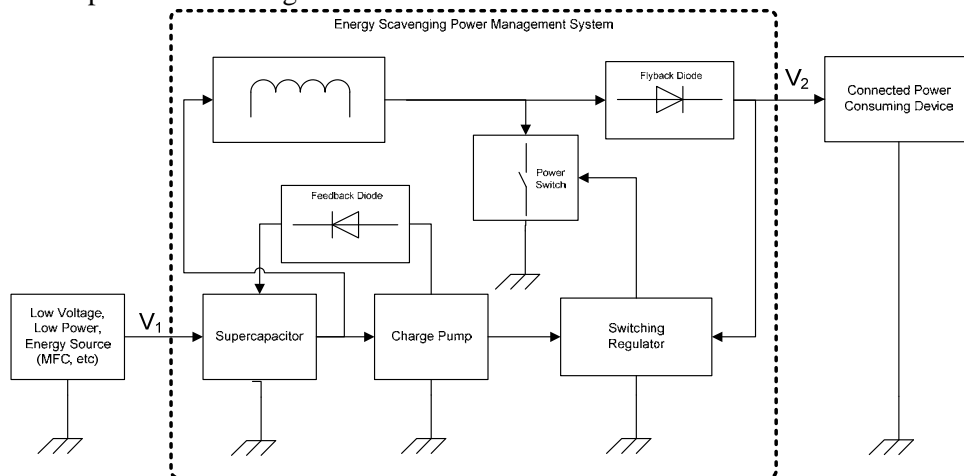 Energy Scavenging Power Management System
Flyback Diode
V2
Connected Power
Consuming Device
Power
Switch
Feedback Diode
Low Voltage,
Low Power,
Energy Source
(MFC, etc)
V1
Supercapacitor
Charge Pump
Switching
Regulator